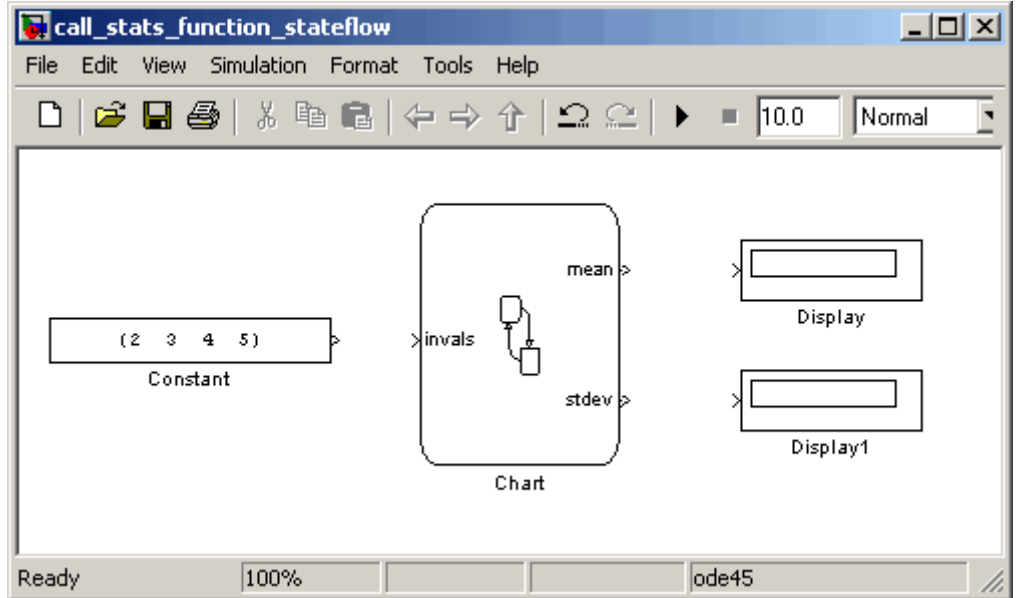 call_stats_function_stateflow
File Edit View Simulation Format Tools Help
10.0 Normal
mean
Display
(2 3 4 5)
invals
Constant
stdev
Display1
Chart
Ready 100% ode45